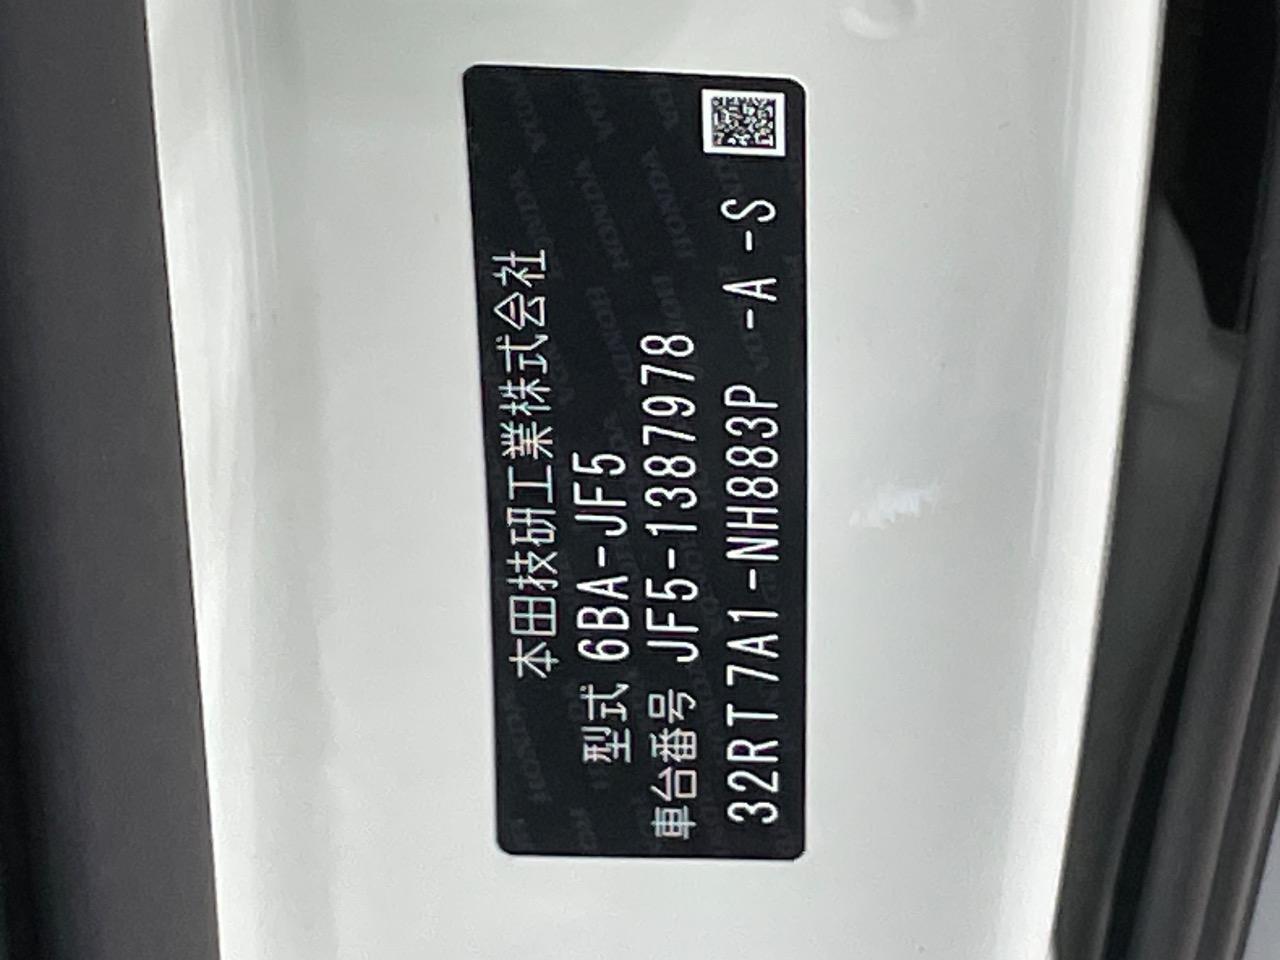 本田技研工業株式会社
型式 6BA-JF5
車台番号 JF5-1387978
32RT7A1-NH883P -A-S